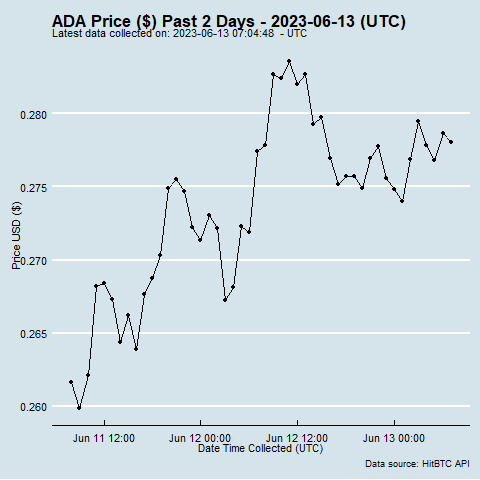 ADA Price ($) Past 2 Days - 2023-06-13 (UTC)
Latest data collected on: 2023-06-13 07:04:48  - UTC
0.280
0.275
0.270
0.265
0.260
Price USD ($)
Jun 11 12:00 Jun 12 00:00 Jun 12 12:00 Jun 13 00:00
Date Time Collected (UTC)
Data source: HitBTC API